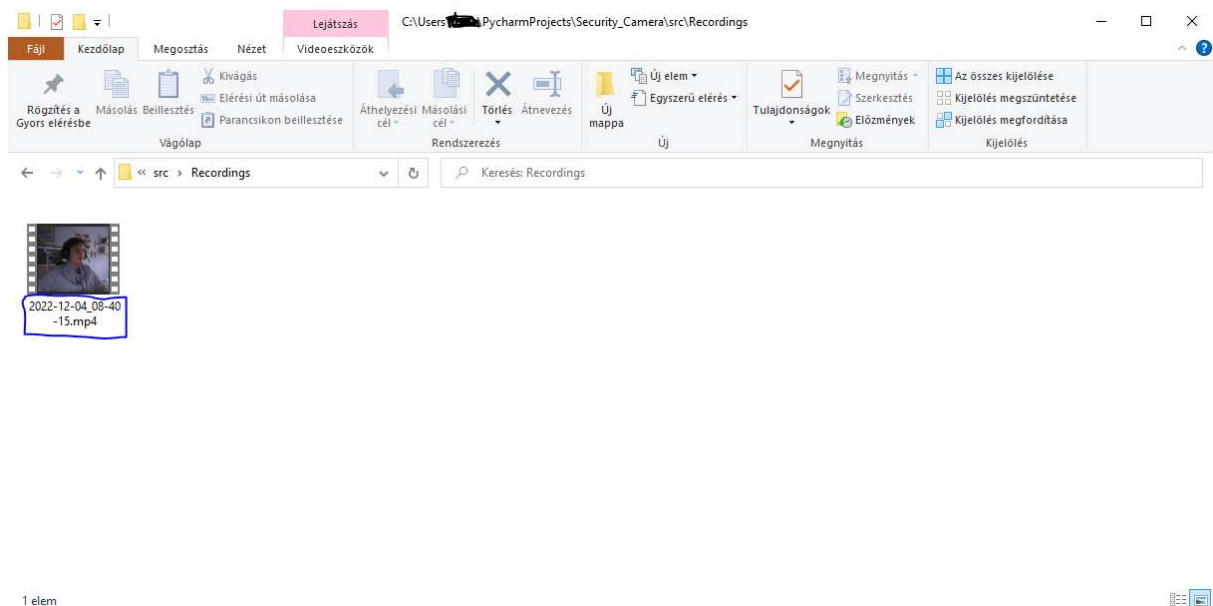 Lejátszás
C:\Users\PycharmProjects\Security_Camera\src\Recordings
Fájl Kezdőlap Megosztás Nézet Videoeszközök
Rögzítés a
Gyors elérésbe
Másolás
Beillesztés
Kivágás
Elérési út másolása
Parancsikon beillesztése
Vágólap
Áthelyezési
cél
Másolási
cél
Törlés
Átnevezés
Rendszerezés
Új
mappa
Új elem
Egyszerű elérés
Új
Tulajdonságok
Megnyitás
Szerkesztés
Előzmények
Megnyitás
Az összes kijelölése
Kijelölés megszüntetése
Kijelölés megfordítása
Kijelölés
« src › Recordings
Keresés: Recordings
2022-12-04_08-40
-15.mp4
1 elem